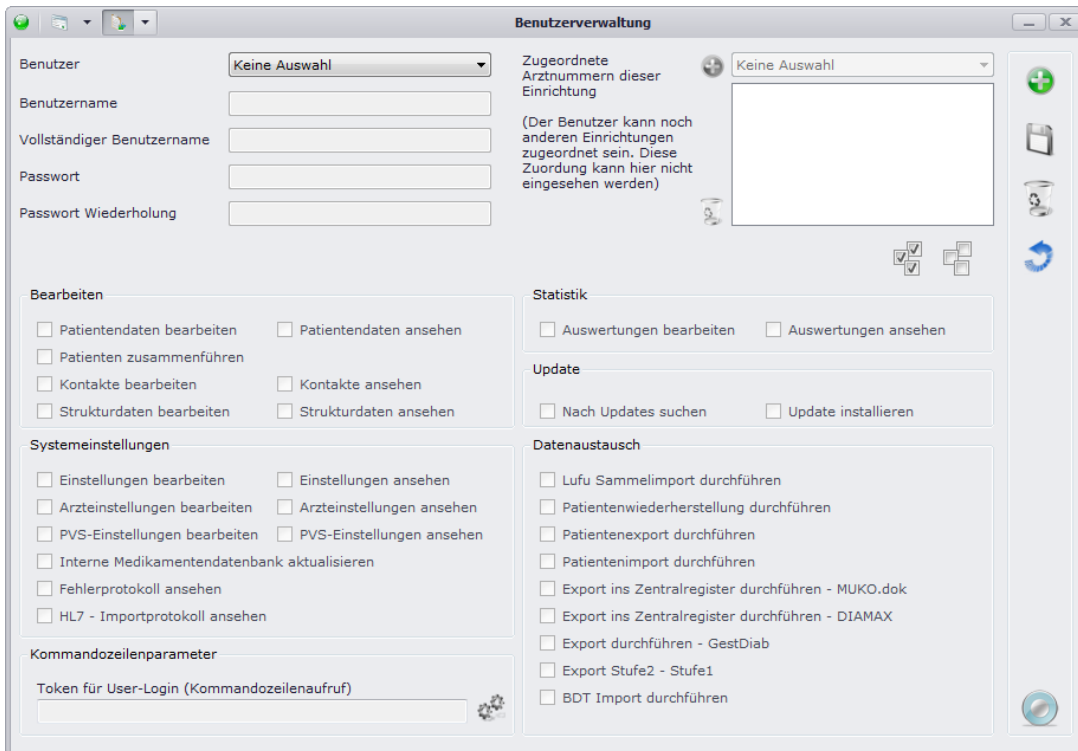 Benutzerverwaltung
Benutzer
Keine Auswahl
Benutzername
Vollständiger Benutzername
Passwort
Passwort Wiederholung
Zugeordnete
Arztnummern dieser
Einrichtung
(Der Benutzer kann noch
anderen Einrichtungen
zugeordnet sein. Diese
Zuordung kann hier nicht
eingesehen werden)
Keine Auswahl
Bearbeiten
Patientendaten bearbeiten Patientendaten ansehen
Patienten zusammenführen
Kontakte bearbeiten Kontakte ansehen
Strukturdaten bearbeiten Strukturdaten ansehen
Statistik
Auswertungen bearbeiten Auswertungen ansehen
Update
Nach Updates suchen Update installieren
Systemeinstellungen
Einstellungen bearbeiten Einstellungen ansehen
Arzteinstellungen bearbeiten Arzteinstellungen ansehen
PVS-Einstellungen bearbeiten PVS-Einstellungen ansehen
Interne Medikamentendatenbank aktualisieren
Fehlerprotokoll ansehen
HL7 - Importprotokoll ansehen
Datenaustausch
Lufu Sammelimport durchführen
Patientenwiederherstellung durchführen
Patientenexport durchführen
Patientenimport durchführen
Export ins Zentralregister durchführen - MUKO.dok
Export ins Zentralregister durchführen - DIAMAX
Export durchführen - GestDiab
Export Stufe2 - Stufe1
BDT Import durchführen
Kommandozeilenparameter
Token für User-Login (Kommandozeilenaufruf)